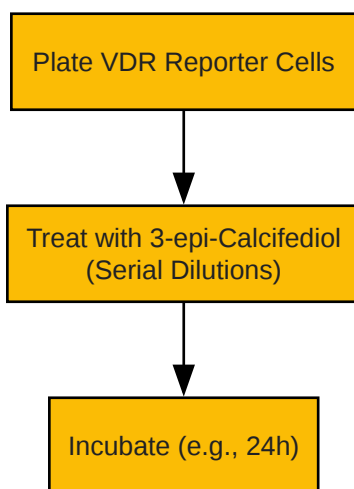 Plate VDR Reporter Cells
Treat with 3-epi-Calcifediol
(Serial Dilutions)
Incubate (e.g., 24h)